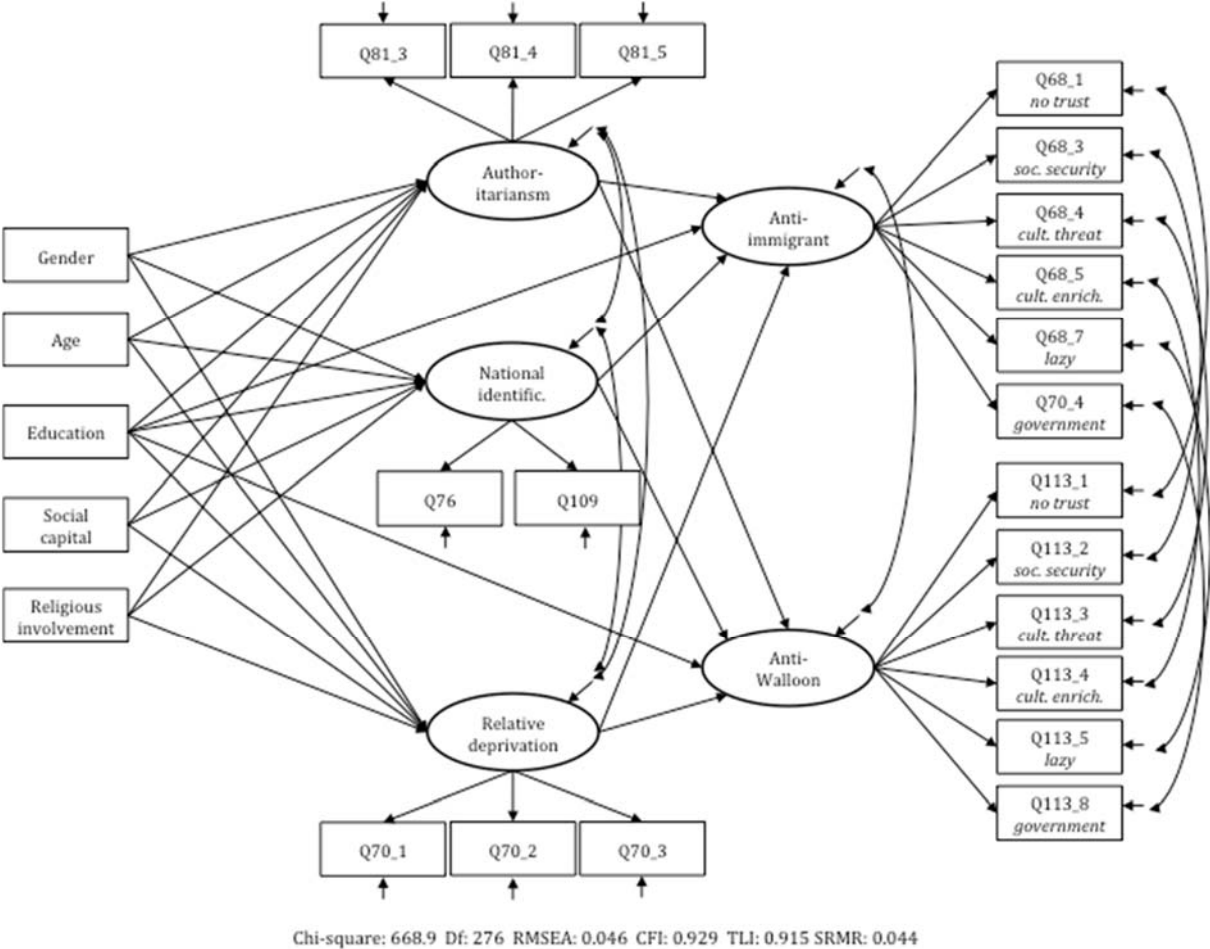 Q81_3
Q81_4
Q81_5
Author-
itariansm
Gender
Age
Education
Social
capital
Religious
involvement
National
identific.
Q76
Q109
Relative
deprivation
Q70_1
Q70_2
Q70_3
Anti-
immigrant
Anti-
Walloon
Q68_1
no trust
Q68_3
soc. security
Q68_4
cult. threat
Q68_5
cult. enrich.
Q68_7
lazy
Q70_4
government
Q113_1
no trust
Q113_2
soc. security
Q113_3
cult. threat
Q113_4
cult. enrich.
Q113_5
lazy
Q113_8
government
Chi-square: 668.9 Df: 276 RMSEA: 0.046 CFI: 0.929 TLI: 0.915 SRMR: 0.044